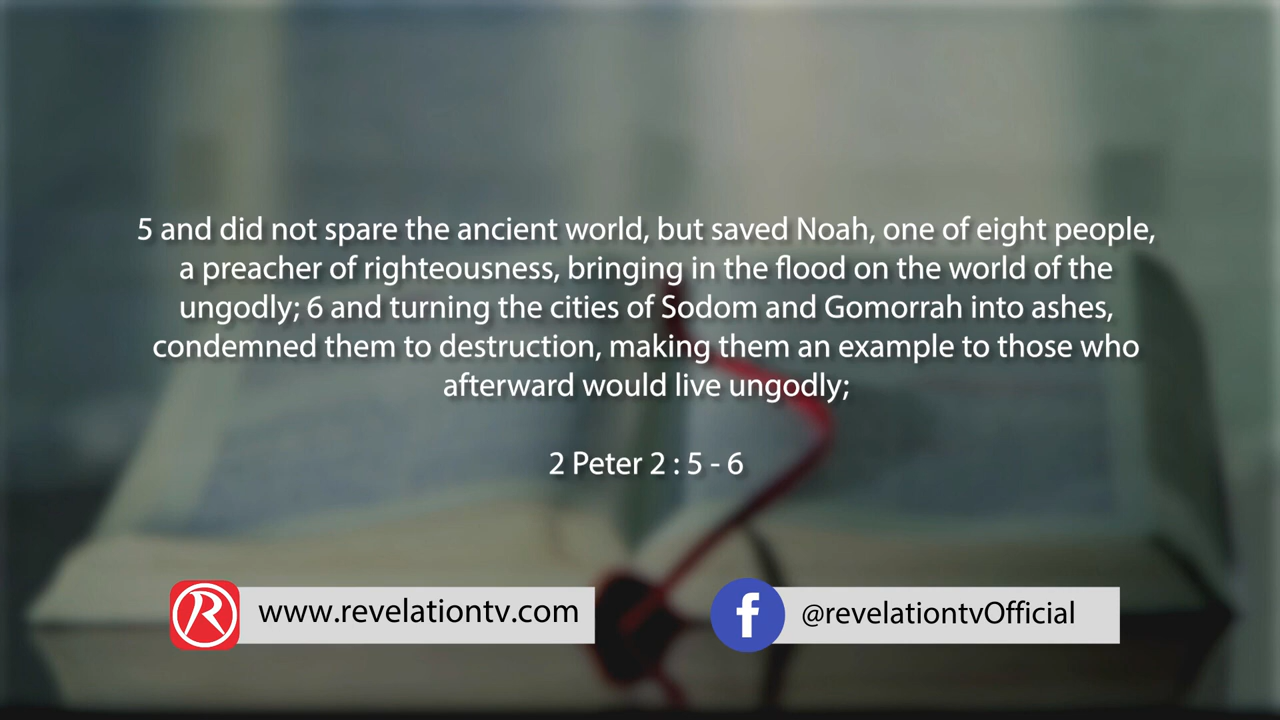 5 and did not spare the ancient world, but saved Noah, one of eight people,
a preacher of righteousness, bringing in the flood on the world of the
ungodly; 6 and turning the cities of Sodom and Gomorrah into ashes,
condemned them to destruction, making them an example to those who
afterward would live ungodly;
2 Peter 2 : 5 - 6
R www.revelationtv.com
f @revelationtvOfficial